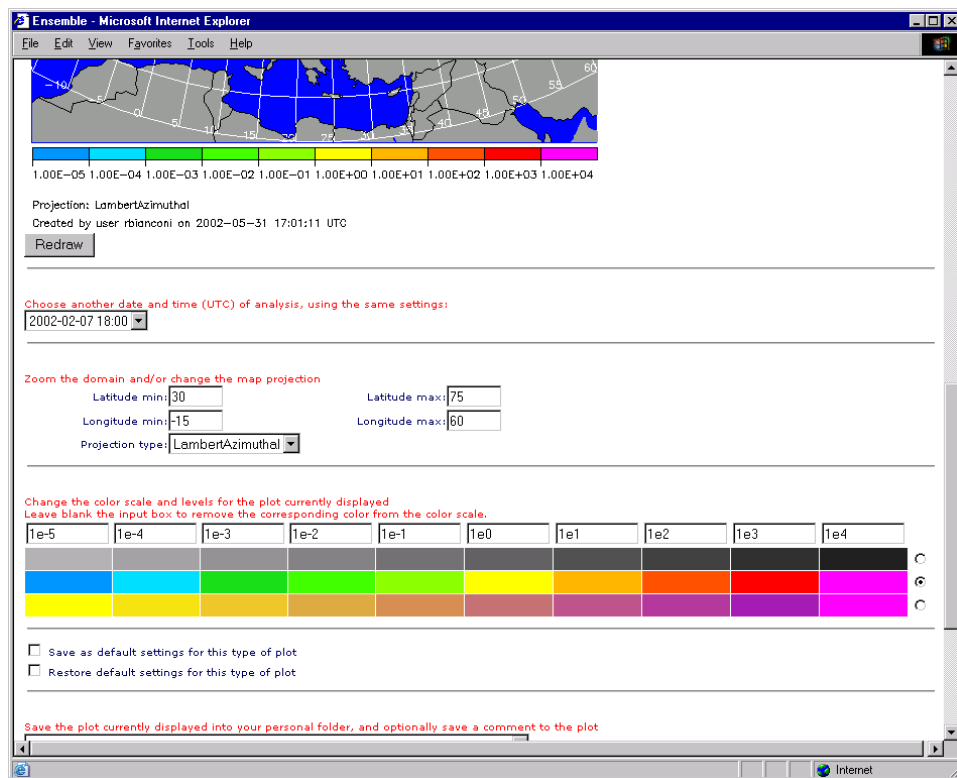 Ensemble - Microsoft Internet Explorer
File Edit View Favorites Tools Help
-10 -5 0 5 10 15 20 25 30 35 40 45 50 55 60
1.00E-05 1.00E-04 1.00E-03 1.00E-02 1.00E-01 1.00E+00 1.00E+01 1.00E+02 1.00E+03 1.00E+04
Projection: LambertAzimuthal
Created by user rbianconi on 2002-05-31 17:01:11 UTC
Redraw
Choose another date and time (UTC) of analysis, using the same settings:
2002-02-07 18:00
Zoom the domain and/or change the map projection
Latitude min: 30 Latitude max: 75
Longitude min: -15 Longitude max: 60
Projection type: LambertAzimuthal
Change the color scale and levels for the plot currently displayed
Leave blank the input box to remove the corresponding color from the color scale.
1e-5 1e-4 1e-3 1e-2 1e-1 1e0 1e1 1e2 1e3 1e4
Save as default settings for this type of plot
Restore default settings for this type of plot
Save the plot currently displayed into your personal folder, and optionally save a comment to the plot
Internet